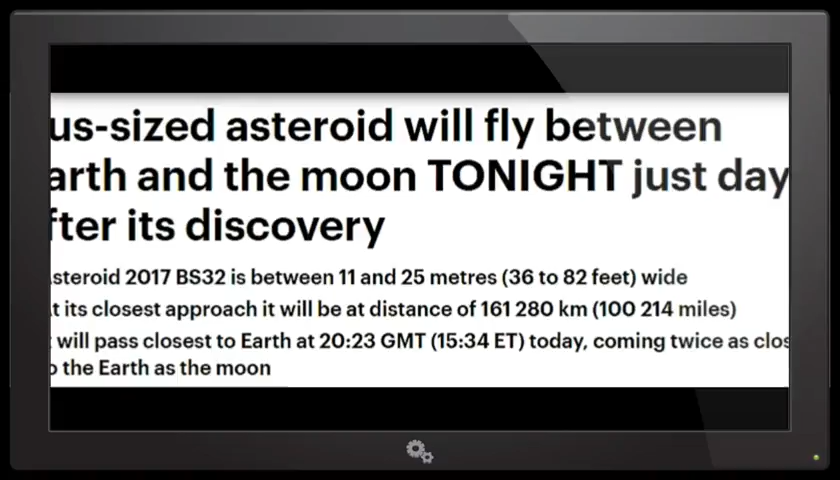 us-sized asteroid will fly between
arth and the moon TONIGHT just day
fter its discovery
steroid 2017 BS32 is between 11 and 25 metres (36 to 82 feet) wide
t its closest approach it will be at distance of 161 280 km (100 214 miles)
will pass closest to Earth at 20:23 GMT (15:34 ET) today, coming twice as clos
o the Earth as the moon